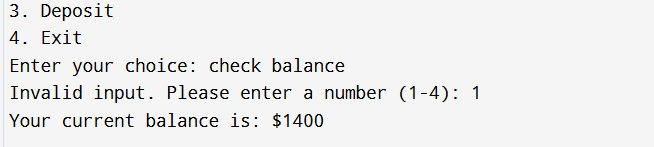 3. Deposit
4. Exit
Enter your choice: check balance
Invalid input. Please enter a number (1-4): 1
Your current balance is: $1400